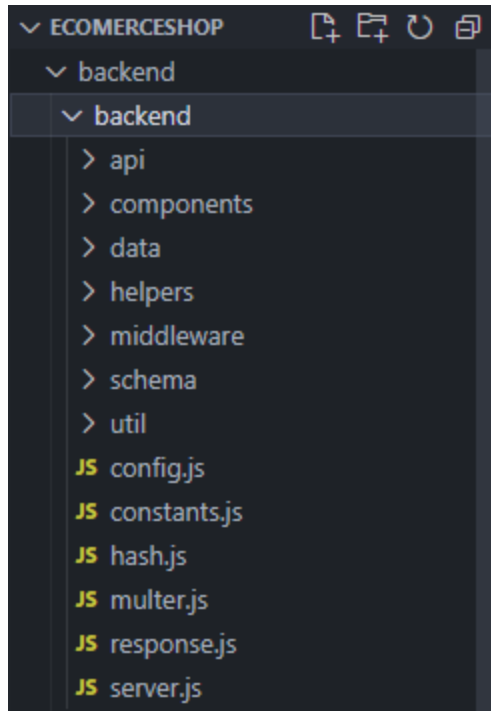 ECOMERCESHOP
backend
backend
api
components
data
helpers
middleware
schema
util
JS config.js
JS constants.js
JS hash.js
JS multer.js
JS response.js
JS server.js